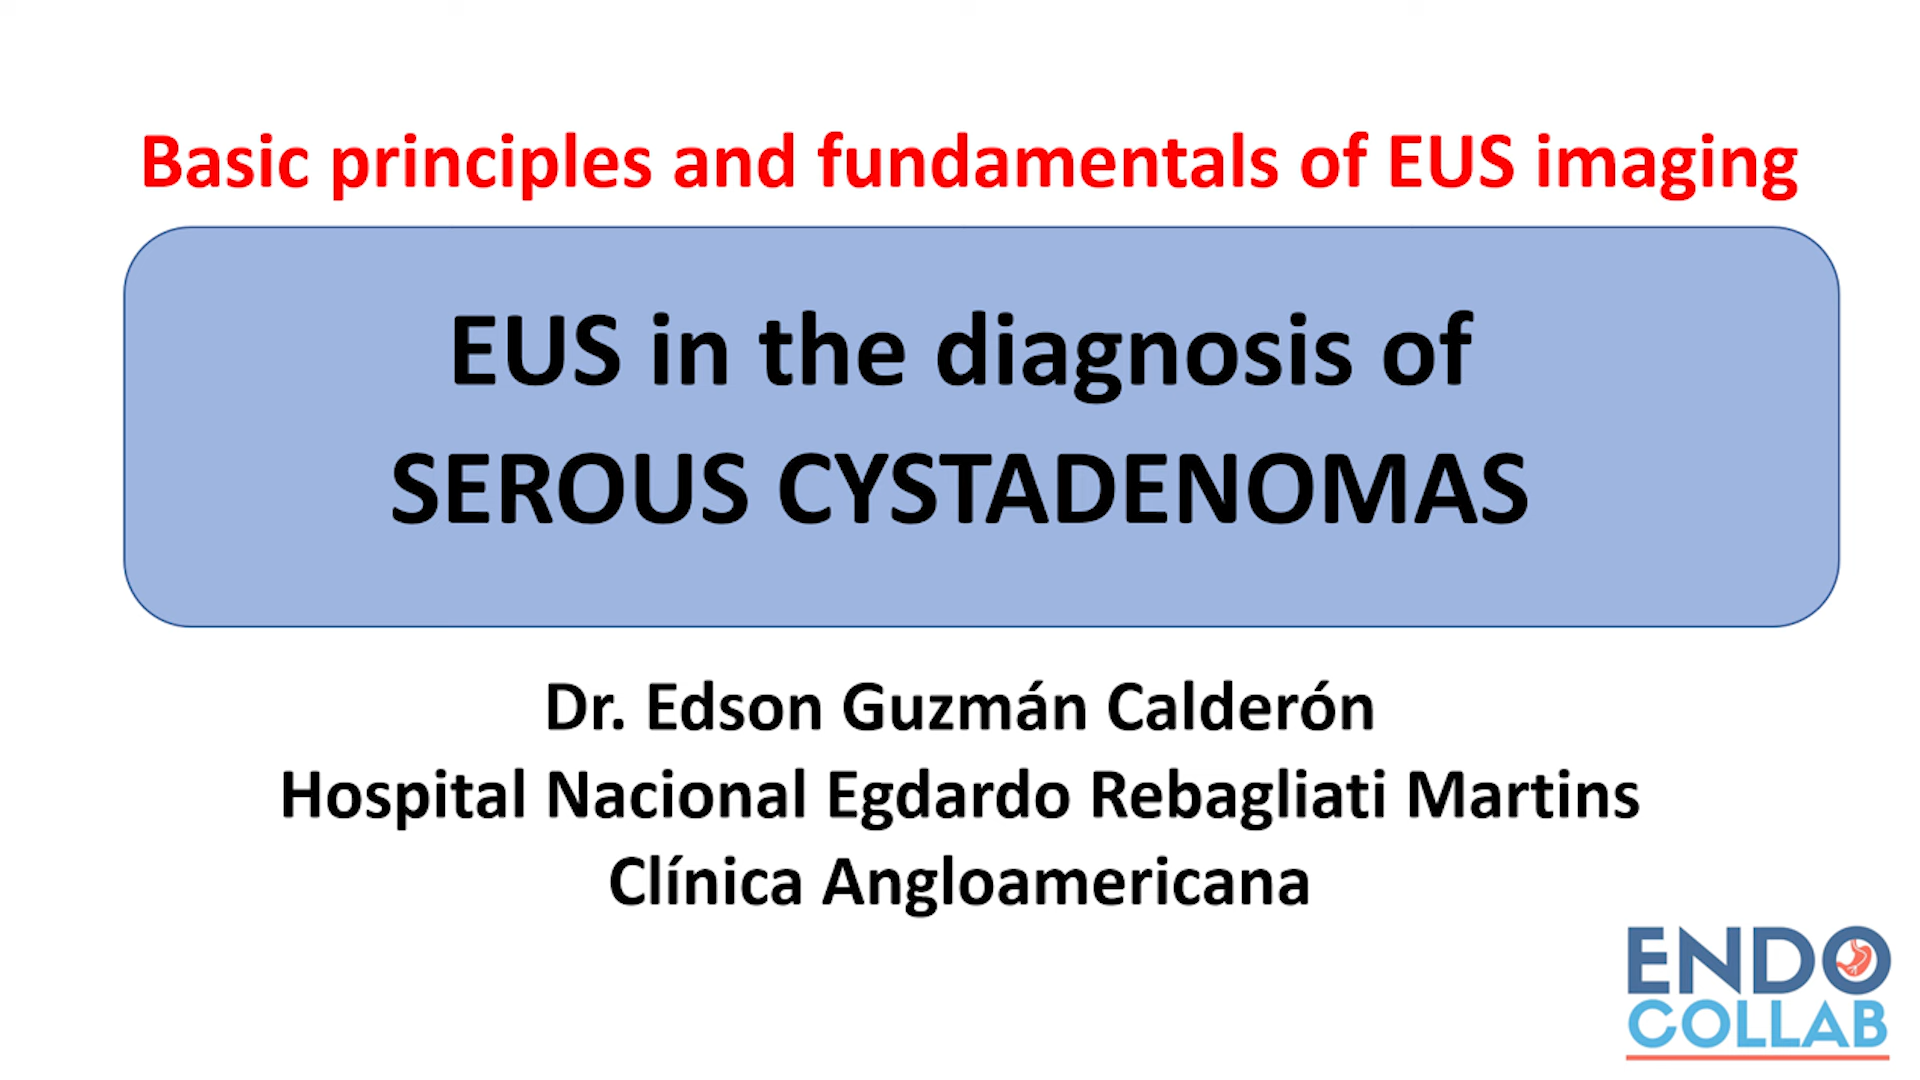 Basic principles and fundamentals of EUS imaging
EUS in the diagnosis of
SEROUS CYSTADENOMAS
Dr. Edson Guzmán Calderón
Hospital Nacional Egdardo Rebagliati Martins
Clínica Angloamericana
ENDO
COLLAB